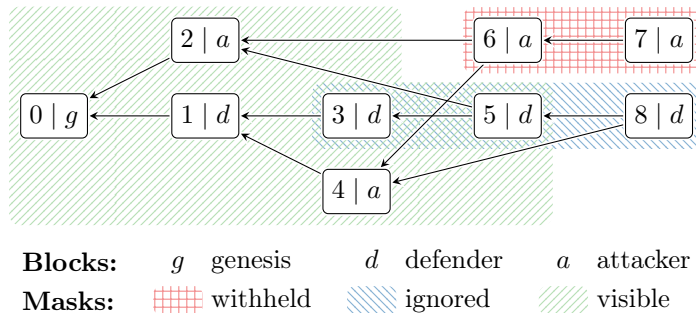 2 | a 6 | a 7 | a
0 | g 1 | d 3 | d 5 | d 8 | d
4 | a
Blocks: g genesis d defender a attacker
Masks: withheld ignored visible